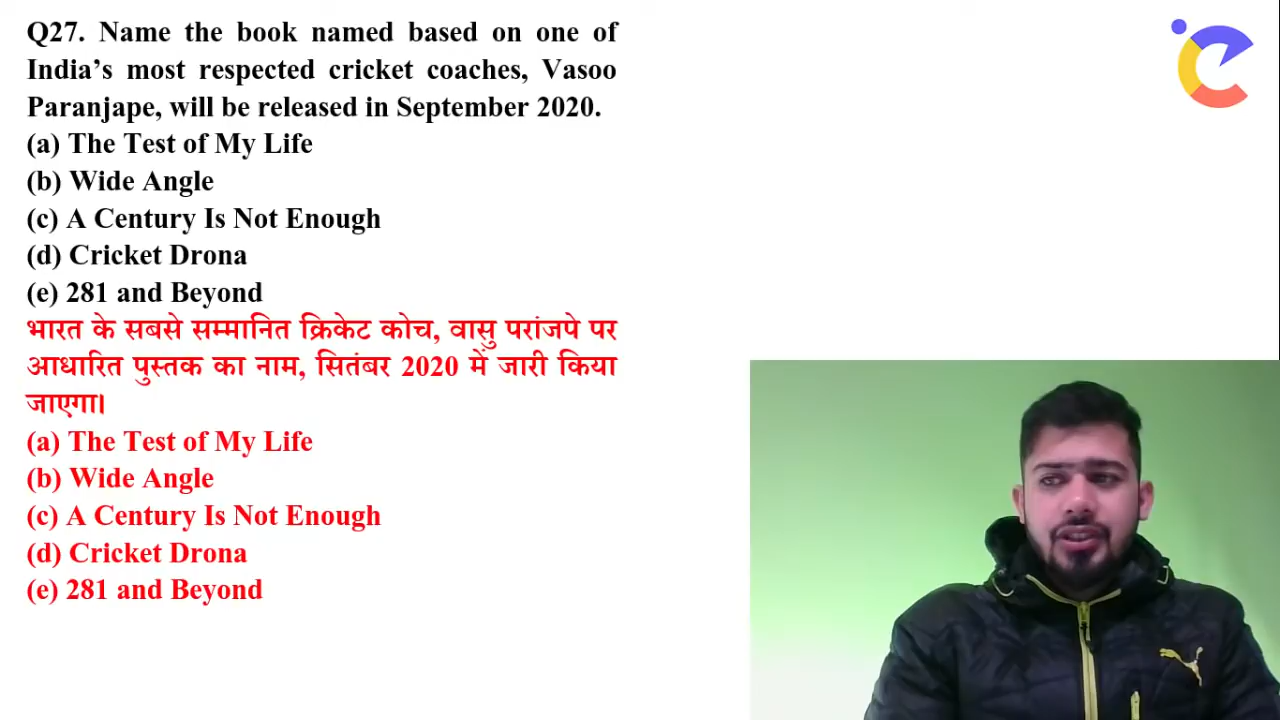 Q27. Name the book named based on one of
India’s most respected cricket coaches, Vasoo
Paranjape, will be released in September 2020.
(a) The Test of My Life
(b) Wide Angle
(c) A Century Is Not Enough
(d) Cricket Drona
(e) 281 and Beyond
भारत के सबसे सम्मानित क्रिकेट कोच, वासु परांजपे पर
आधारित पुस्तक का नाम, सितंबर 2020 में जारी किया
जाएगा।
(a) The Test of My Life
(b) Wide Angle
(c) A Century Is Not Enough
(d) Cricket Drona
(e) 281 and Beyond